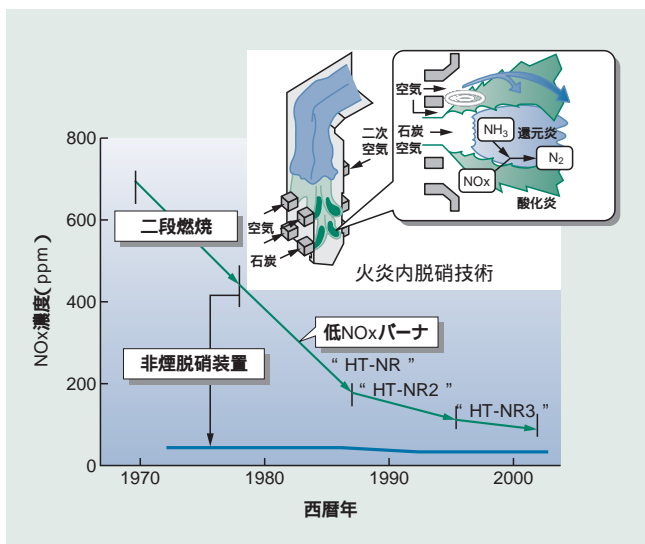 空気
石炭
空気
NH3
還元炎
N2
NOx
酸化炎
二次
空気
空気
石炭
火炎内脱硝技術
800
600
400
200
0
NOx濃度(ppm)
二段燃焼
非煙脱硝装置
低NOxバーナ
“ HT-NR ”
“ HT-NR2 ”
“ HT-NR3 ”
1970
1980
1990
2000
西暦年